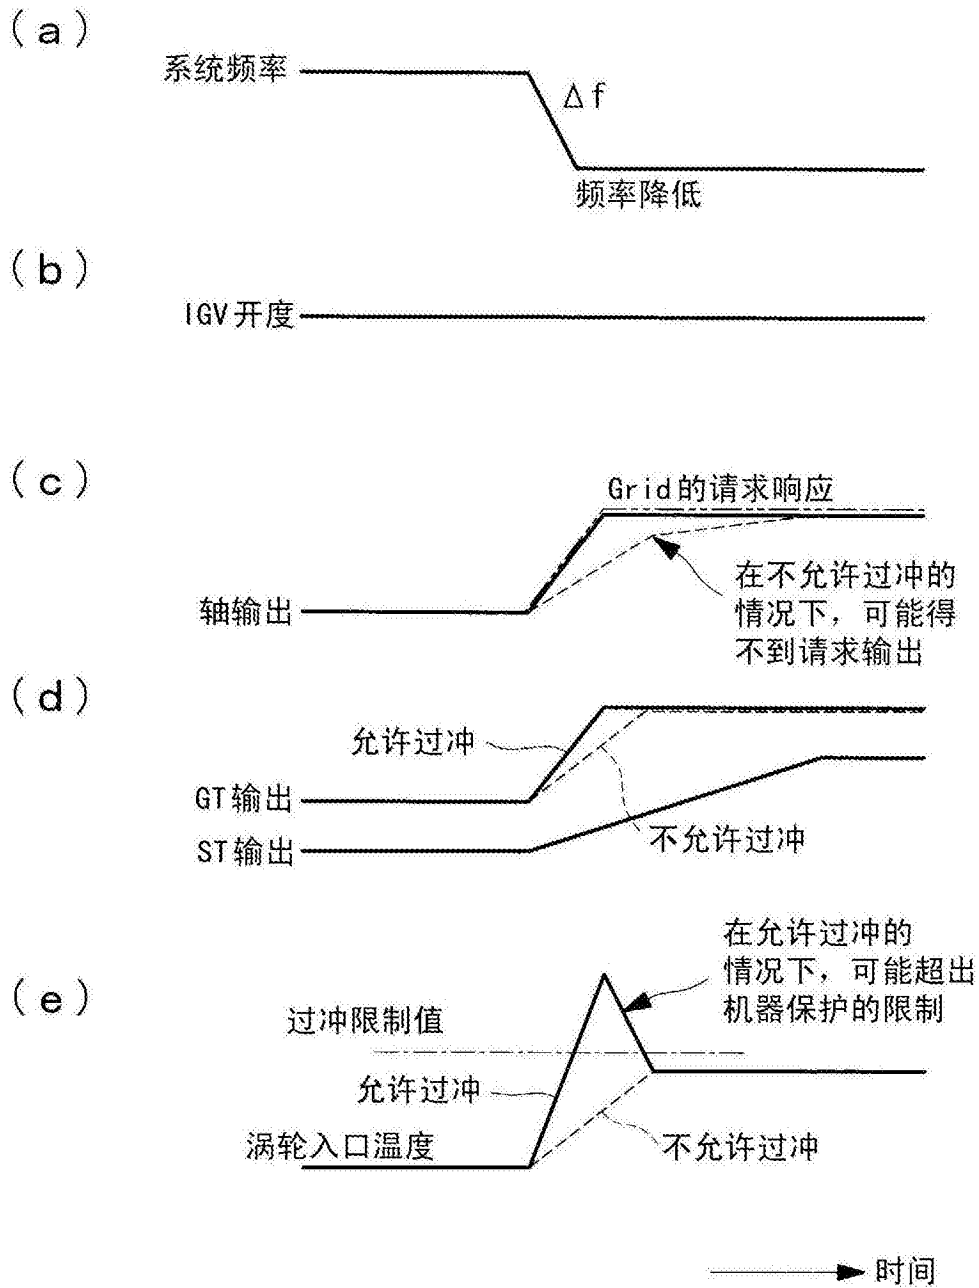 (a)
系统频率
Δf
频率降低
(b)
IGV开度
(c)
Grid的请求响应
轴输出
在不允许过冲的
情况下，可能得
不到请求输出
(d)
允许过冲
GT输出
ST输出
不允许过冲
(e)
在允许过冲的
情况下，可能超出
机器保护的限制
过冲限制值
允许过冲
涡轮入口温度
不允许过冲
时间